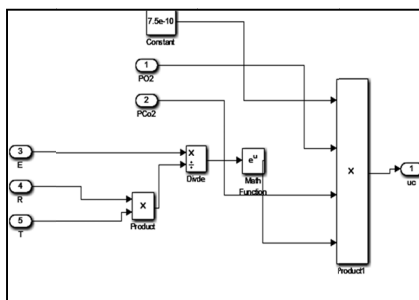 7.5e-10
Constant
1
PO2
2
PCo2
3
E
×
÷
Divide
e^u
Math
Function
4
R
5
T
×
Product
×
Product1
1
uc